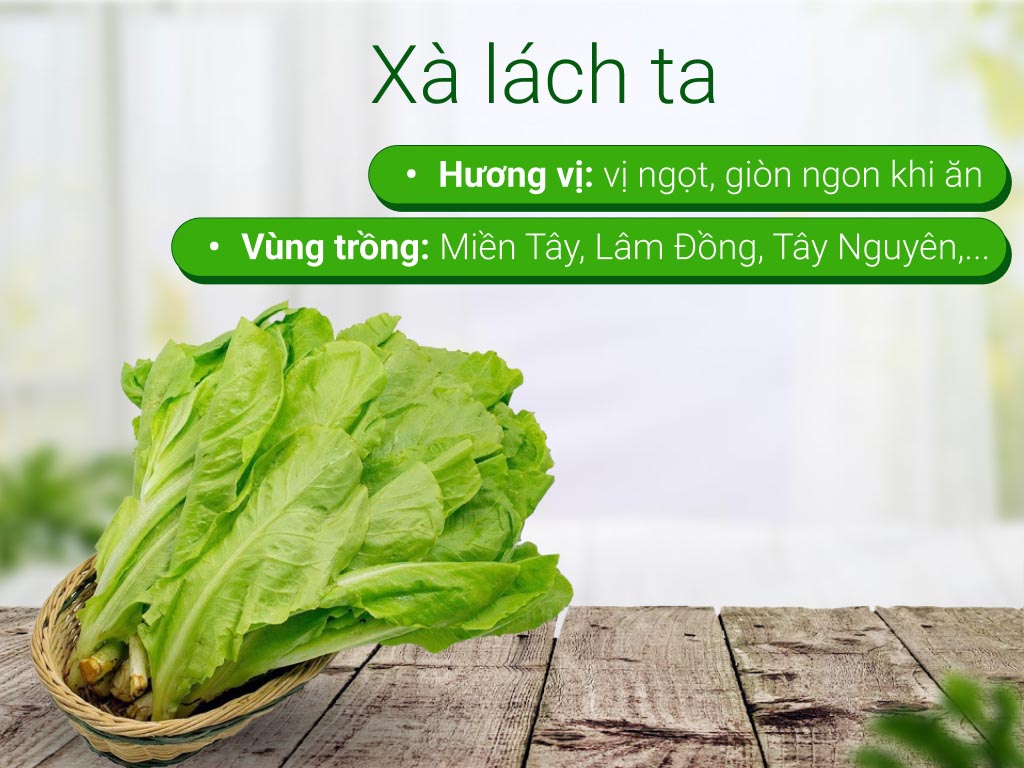 Xà lách ta
• Hương vị: vị ngọt, giòn ngon khi ăn
• Vùng trồng: Miền Tây, Lâm Đồng, Tây Nguyên,...